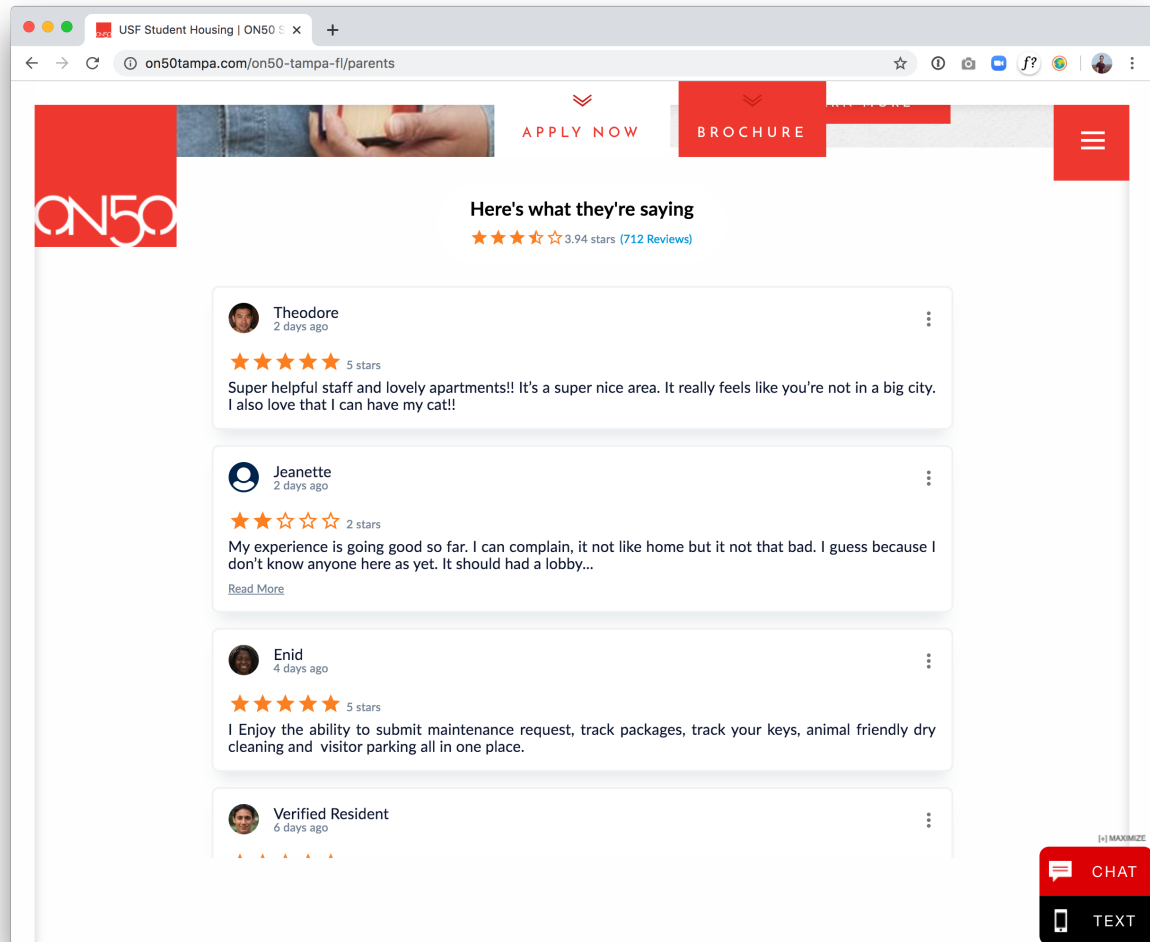 USF Student Housing | ON50 S
on50tampa.com/on50-tampa-fl/parents
f?
APPLY NOW
BROCHURE
MORE
ON50
Here's what they're saying
3.94 stars (712 Reviews)
Theodore
2 days ago
5 stars
Super helpful staff and lovely apartments!! It’s a super nice area. It really feels like you’re not in a big city.
I also love that I can have my cat!!
Jeanette
2 days ago
2 stars
My experience is going good so far. I can complain, it not like home but it not that bad. I guess because I
don’t know anyone here as yet. It should had a lobby...
Read More
Enid
4 days ago
5 stars
I Enjoy the ability to submit maintenance request, track packages, track your keys, animal friendly dry
cleaning and visitor parking all in one place.
Verified Resident
6 days ago
[+] MAXIMIZE
CHAT
TEXT